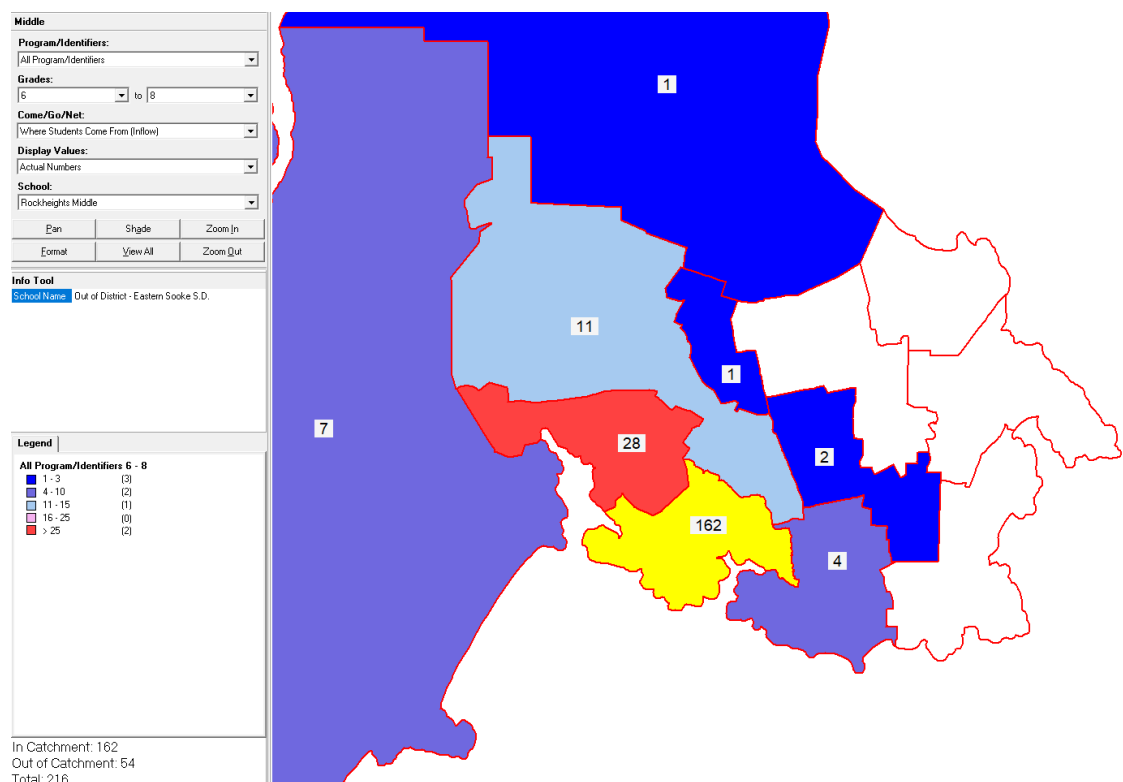 Middle
Program/Identifiers:
All Program/Identifiers
Grades:
6 to 8
Come/Go/Net:
Where Students Come From (Inflow)
Display Values:
Actual Numbers
School:
Rockheights Middle
Pan Shade Zoom In
Format View All Zoom Out
Info Tool
School Name Out of District - Eastern Sooke S.D.
Legend
All Program/Identifiers 6 - 8
1 - 3 (3)
4 - 10 (2)
11 - 15 (1)
16 - 25 (0)
> 25 (2)
In Catchment: 162
Out of Catchment: 54
Total: 216
1
11
1
7
28
2
162
4